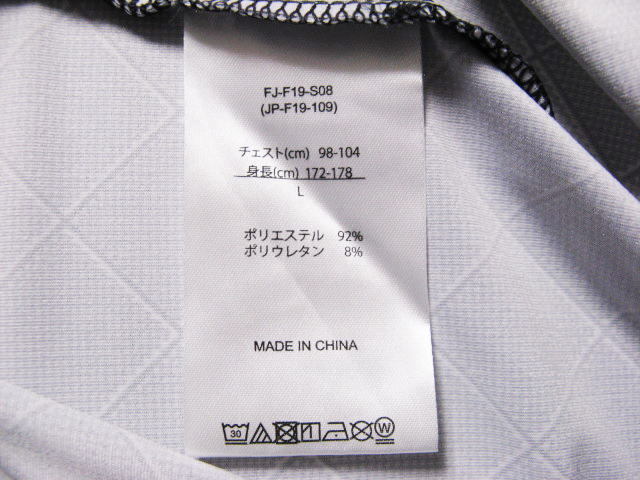 FJ-F19-S08
(JP-F19-109)
チェスト(cm) 98-104
身長(cm) 172-178
L
ポリエステル 92%
ポリウレタン 8%
MADE IN CHINA
30 W